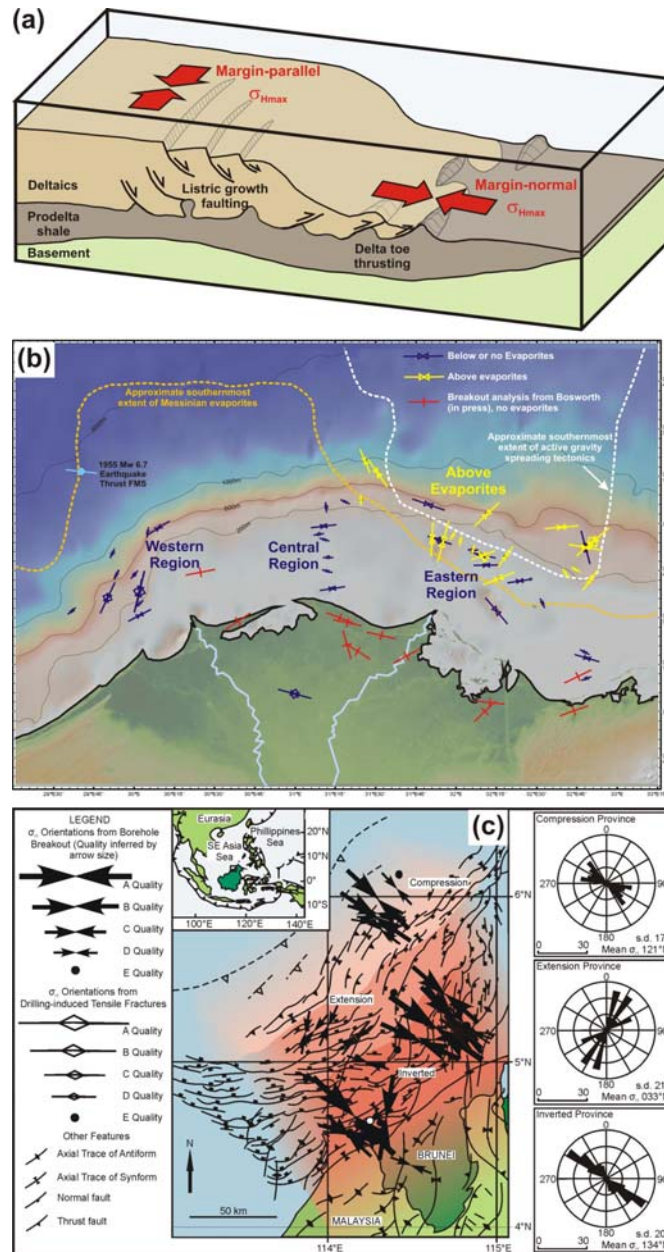 (a)
Margin-parallel
σHmax
Margin-normal
σHmax
Deltaics
Listric growth
faulting
Prodelta
shale
Delta toe
thrusting
Basement
(b)
Below or no Evaporites
Above evaporites
Breakout analysis from Bosworth
(in press), no evaporites
Approximate southernmost
extent of Messinian evaporites
1955 Mw 6.7
Earthquake
Thrust FMS
Approximate southernmost
extent of active gravity
spreading tectonics
Above
Evaporites
Western
Region
Central
Region
Eastern
Region
(c)
LEGEND
Orientations from Borehole
Breakout (Quality inferred by
arrow size)
A Quality
B Quality
C Quality
D Quality
E Quality
Orientations from
Drilling-induced Tensile Fractures
A Quality
B Quality
C Quality
D Quality
E Quality
Other Features
Axial Trace of Antiform
Axial Trace of Synform
Normal fault
Thrust fault
Eurasia
Phillippines
Sea
SE Asia
Sea
20°N
10°N
0°
10°S
100°E
120°E
140°E
Compression
6°N
Extension
5°N
Inverted
N
BRUNEI
50 km
MALAYSIA
4°N
114°E
115°E
Compression Province
0
270
90
180
0 30
s.d. 17
121°
Extension Province
0
270
90
180
0 30
s.d. 21
033°
Inverted Province
0
270
90
180
0 30
s.d. 20
134°